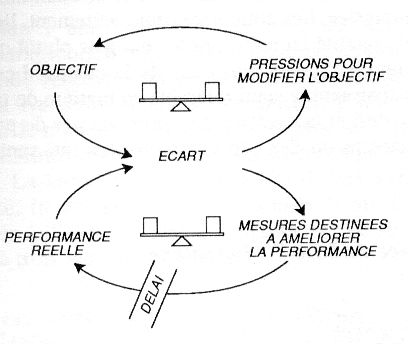 OBJECTIF
PRESSIONS POUR
MODIFIER L'OBJECTIF
ECART
PERFORMANCE
REELLE
MESURES DESTINEES
A AMELIORER
LA PERFORMANCE
DELAI